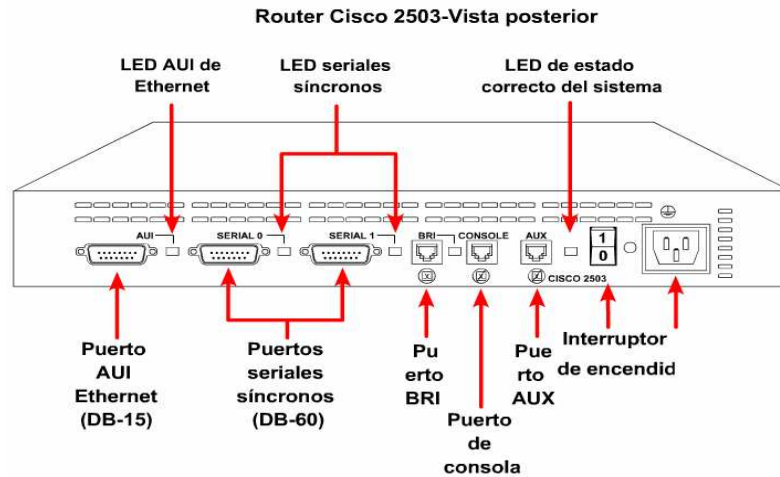 Router Cisco 2503-Vista posterior
LED AUI de
Ethernet
LED seriales
síncronos
LED de estado
correcto del sistema
AUI
SERIAL 0
SERIAL 1
BRI
CONSOLE
AUX
1
0
CISCO 2503
Puerto
AUI
Ethernet
(DB-15)
Puertos
seriales
síncronos
(DB-60)
Pu
erto
BRI
Puerto
de
consola
Pue
rto
AUX
Interruptor
de encendid